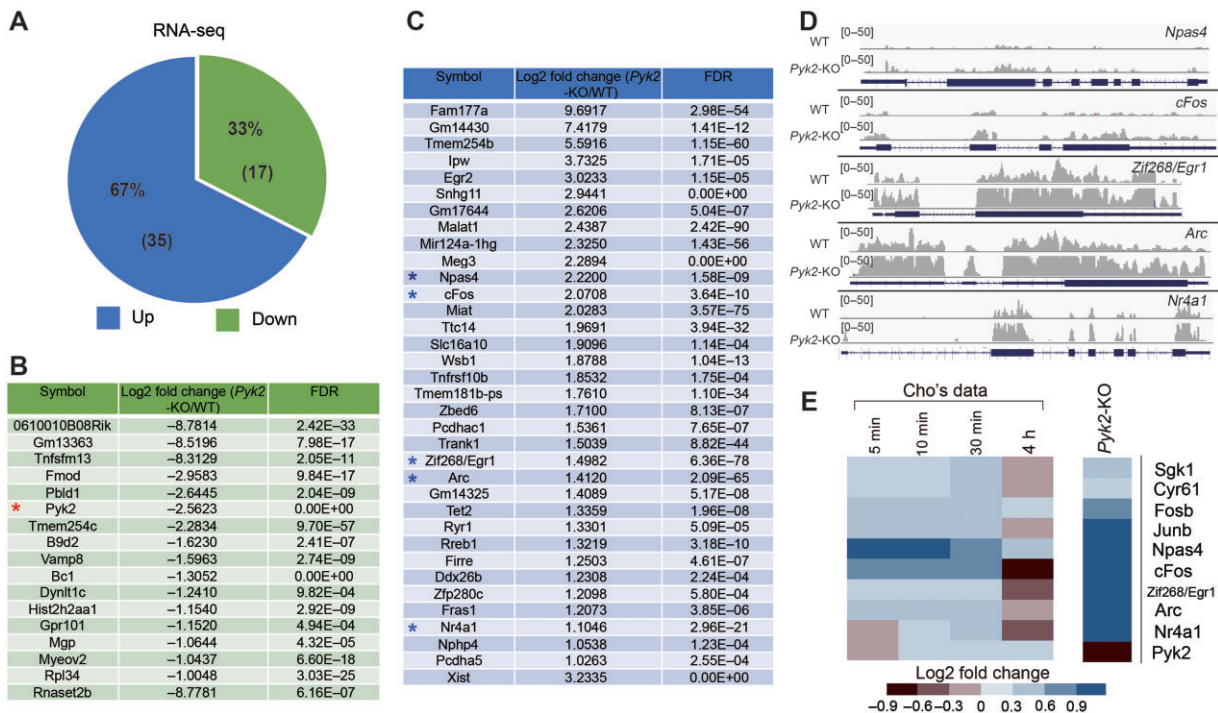 A
RNA-seq
33%
(17)
67%
(35)
Up
Down
B
Symbol Log2 fold change (Pyk2-KO/WT) FDR
0610010B08Rik –8.7814 2.42E–33
Gm13363 –8.5196 7.98E–17
Tnfsfm13 –8.3129 2.05E–11
Fmod –2.9583 9.84E–17
Pbld1 –2.6445 2.04E–09
* Pyk2 –2.5623 0.00E+00
Tmem254c –2.2834 9.70E–57
B9d2 –1.6230 2.41E–07
Vamp8 –1.5963 2.74E–09
Bc1 –1.3052 0.00E+00
Dynlt1c –1.2410 9.82E–04
Hist2h2aa1 –1.1540 2.92E–09
Gpr101 –1.1520 4.94E–04
Mgp –1.0644 4.32E–05
Myeov2 –1.0437 6.60E–18
Rpl34 –1.0048 3.03E–25
Rnaset2b –8.7781 6.16E–07
C
Symbol Log2 fold change (Pyk2
-KO/WT) FDR
Fam177a 9.6917 2.98E–54
Gm14430 7.4179 1.41E–12
Tmem254b 5.5916 1.15E–60
Ipw 3.7325 1.71E–05
Egr2 3.0233 1.15E–05
Snhg11 2.9441 0.00E+00
Gm17644 2.6206 5.04E–07
Malat1 2.4387 2.42E–90
Mir124a-1hg 2.3250 1.43E–56
Meg3 2.2894 0.00E+00
* Npas4 2.2200 1.58E–09
* cFos 2.0708 3.64E–10
Miat 2.0283 3.57E–75
Ttc14 1.9691 3.94E–32
Slc16a10 1.9096 1.14E–04
Wsb1 1.8788 1.04E–13
Tnfrsf10b 1.8532 1.75E–04
Tmem181b-ps 1.7610 1.10E–34
Zbed6 1.7100 8.13E–07
Pcdhac1 1.5361 7.65E–07
Trank1 1.5039 8.82E–44
* Zif268/Egr1 1.4982 6.36E–78
* Arc 1.4120 2.09E–65
Gm14325 1.4089 5.17E–08
Tet2 1.3359 1.96E–08
Ryr1 1.3301 5.09E–05
Rreb1 1.3219 3.18E–10
Firre 1.2503 4.61E–07
Ddx26b 1.2308 2.24E–04
Zfp280c 1.2098 5.80E–04
Fras1 1.2073 3.85E–06
* Nr4a1 1.1046 2.96E–21
Nphp4 1.0538 1.23E–04
Pcdha5 1.0263 2.55E–04
Xist 3.2335 0.00E+00
D
WT [0–50] Npas4
Pyk2-KO [0–50]
WT [0–50] cFos
Pyk2-KO [0–50]
WT [0–50] Zif268/Egr1
Pyk2-KO [0–50]
WT [0–50] Arc
Pyk2-KO [0–50]
WT [0–50] Nr4a1
Pyk2-KO [0–50]
E
Cho's data
5 min
10 min
30 min
4 h
Pyk2-KO
Sgk1
Cyr61
Fosb
Junb
Npas4
cFos
Zif268/Egr1
Arc
Nr4a1
Pyk2
Log2 fold change
–0.9 –0.6 –0.3 0 0.3 0.6 0.9